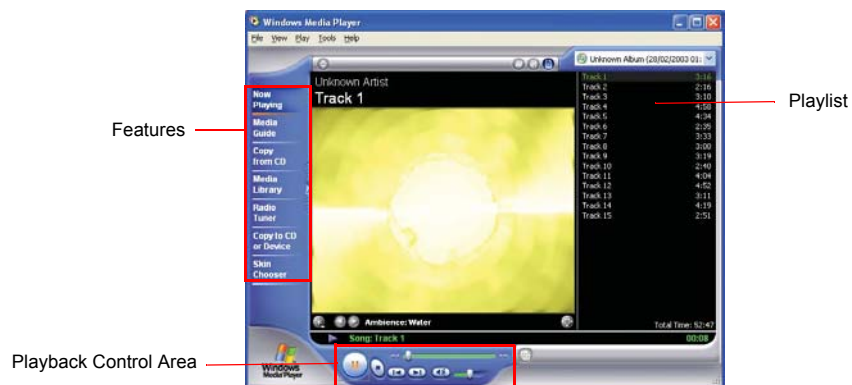 Windows Media Player
File View Play Tools Help
Unknown Album (28/02/2003 01:
Unknown Artist
Track 1
Now
Playing
Media
Guide
Copy
from CD
Media
Library
Radio
Tuner
Copy to CD
or Device
Skin
Chooser
Features
Track 1 3:16
Track 2 2:16
Track 3 3:10
Track 4 4:58
Track 5 4:34
Track 6 2:35
Track 7 3:33
Track 8 3:00
Track 9 3:19
Track 10 2:40
Track 11 4:04
Track 12 4:52
Track 13 3:11
Track 14 4:19
Track 15 2:51
Playlist
Ambience: Water
Total Time: 52:47
Song: Track 1 00:08
Playback Control Area
Windows
Media Player